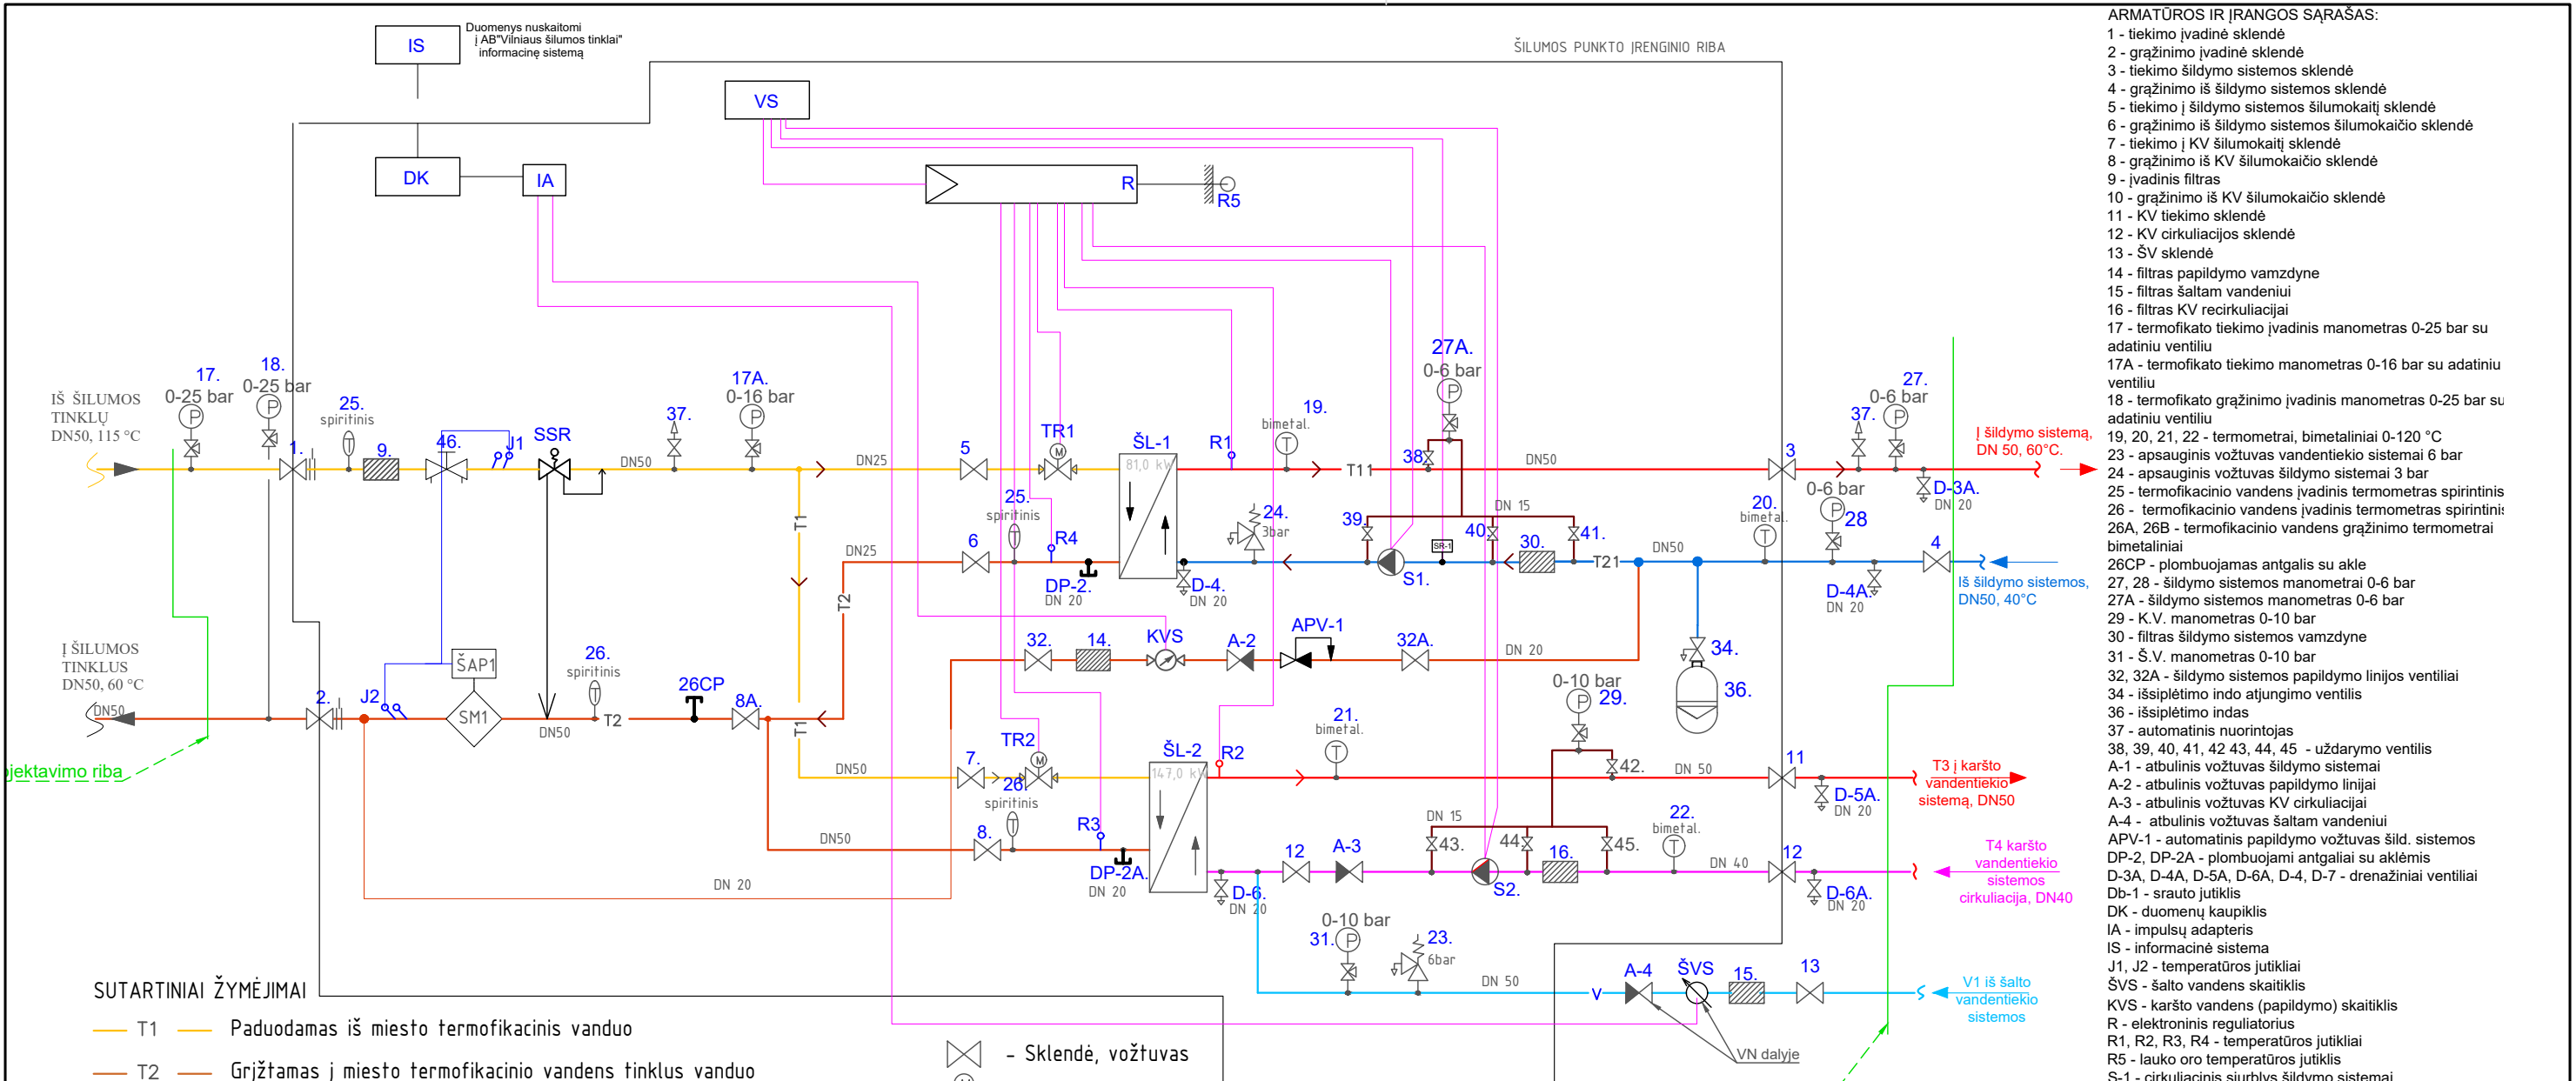 IS
Duomenys nuskaitomi
į AB"Vilniaus šilumos tinklai"
informacinę sistemą
DK
IA
VS
R
R5
ŠILUMOS PUNKTO ĮRENGINIO RIBA
IŠ ŠILUMOS
TINKLŲ
DN50, 115 °C
17.
0-25 bar
P
18.
0-25 bar
P
1.
25.
spiritinis
T
9.
46.
J1
SSR
DN50
37.
17A.
0-16 bar
P
DN25
5
TR1
M
ŠL-1
81,0 kW
R1
19.
bimetal.
T
T11
27A.
0-6 bar
P
38.
DN50
3
37.
27.
0-6 bar
P
D-3A.
DN 20
Į šildymo sistemą,
DN 50, 60°C.
T1
DN25
6
25.
spiritinis
T
R4
DP-2.
DN 20
D-4.
DN 20
24.
3bar
39.
S1.
SR-1
40.
DN 15
30.
41.
T21
DN50
20.
bimetal.
T
0-6 bar
P
28
D-4A.
DN 20
4
Iš šildymo sistemos,
DN50, 40°C
T2
32.
14.
KVS
A-2
APV-1
32A.
DN 20
34.
36.
Į ŠILUMOS
TINKLUS
DN50, 60 °C
DN50
2.
J2
ŠAP1
SM1
DN50
26.
spiritinis
T
T2
26CP
8A.
T1
DN50
7.
TR2
M
ŠL-2
147,0 kW
R2
21.
bimetal.
T
0-10 bar
P
29.
42.
DN 50
11
D-5A.
DN 20
T3 į karšto
vandentiekio
sistemą, DN50
DN50
8.
26.
spiritinis
T
R3
DP-2A.
DN 20
D-6.
DN 20
12
A-3
DN 15
43.
S2.
44.
16.
45.
22.
bimetal.
T
DN 40
12
D-6A.
DN 20
T4 karšto
vandentiekio
sistemos
cirkuliacija, DN40
DN 20
0-10 bar
31.
P
23.
6bar
DN 50
V
A-4
ŠVS
15.
13
V1 iš šalto
vandentiekio
sistemos
VN dalyje
jektavimo riba
SUTARTINIAI ŽYMĖJIMAI
T1 Paduodamas iš miesto termofikacinis vanduo
T2 Grįžtamas į miesto termofikacinio vandens tinklus vanduo
- Sklendė, vožtuvas
ARMATŪROS IR ĮRANGOS SĄRAŠAS:
1 - tiekimo įvadinė sklendė
2 - grąžinimo įvadinė sklendė
3 - tiekimo šildymo sistemos sklendė
4 - grąžinimo iš šildymo sistemos sklendė
5 - tiekimo į šildymo sistemos šilumokaitį sklendė
6 - grąžinimo iš šildymo sistemos šilumokaičio sklendė
7 - tiekimo į KV šilumokaitį sklendė
8 - grąžinimo iš KV šilumokaičio sklendė
9 - įvadinis filtras
10 - grąžinimo iš KV šilumokaičio sklendė
11 - KV tiekimo sklendė
12 - KV cirkuliacijos sklendė
13 - ŠV sklendė
14 - filtras papildymo vamzdyne
15 - filtras šaltam vandeniui
16 - filtras KV recirkuliacijai
17 - termofikato tiekimo įvadinis manometras 0-25 bar su
adatiniu ventiliu
17A - termofikato tiekimo manometras 0-16 bar su adatiniu
ventiliu
18 - termofikato grąžinimo įvadinis manometras 0-25 bar su
adatiniu ventiliu
19, 20, 21, 22 - termometrai, bimetaliniai 0-120 °C
23 - apsauginis vožtuvas vandentiekio sistemai 6 bar
24 - apsauginis vožtuvas šildymo sistemai 3 bar
25 - termofikacinio vandens įvadinis termometras spirintinis
26 - termofikacinio vandens įvadinis termometras spirintinis
26A, 26B - termofikacinio vandens grąžinimo termometrai
bimetaliniai
26CP - plombuojamas antgalis su akle
27, 28 - šildymo sistemos manometrai 0-6 bar
27A - šildymo sistemos manometras 0-6 bar
29 - K.V. manometras 0-10 bar
30 - filtras šildymo sistemos vamzdyne
31 - Š.V. manometras 0-10 bar
32, 32A - šildymo sistemos papildymo linijos ventiliai
34 - išsiplėtimo indo atjungimo ventilis
36 - išsiplėtimo indas
37 - automatinis nuorintojas
38, 39, 40, 41, 42 43, 44, 45 - uždarymo ventilis
A-1 - atbulinis vožtuvas šildymo sistemai
A-2 - atbulinis vožtuvas papildymo linijai
A-3 - atbulinis vožtuvas KV cirkuliacijai
A-4 - atbulinis vožtuvas šaltam vandeniui
APV-1 - automatinis papildymo vožtuvas šild. sistemos
DP-2, DP-2A - plombuojami antgaliai su aklėmis
D-3A, D-4A, D-5A, D-6A, D-4, D-7 - drenažiniai ventiliai
Db-1 - srauto jutiklis
DK - duomenų kaupiklis
IA - impulsų adapteris
IS - informacinė sistema
J1, J2 - temperatūros jutikliai
ŠVS - šalto vandens skaitiklis
KVS - karšto vandens (papildymo) skaitiklis
R - elektroninis reguliatorius
R1, R2, R3, R4 - temperatūros jutikliai
R5 - lauko oro temperatūros jutiklis
S-1 - cirkuliacinis siurblys šildymo sistemai